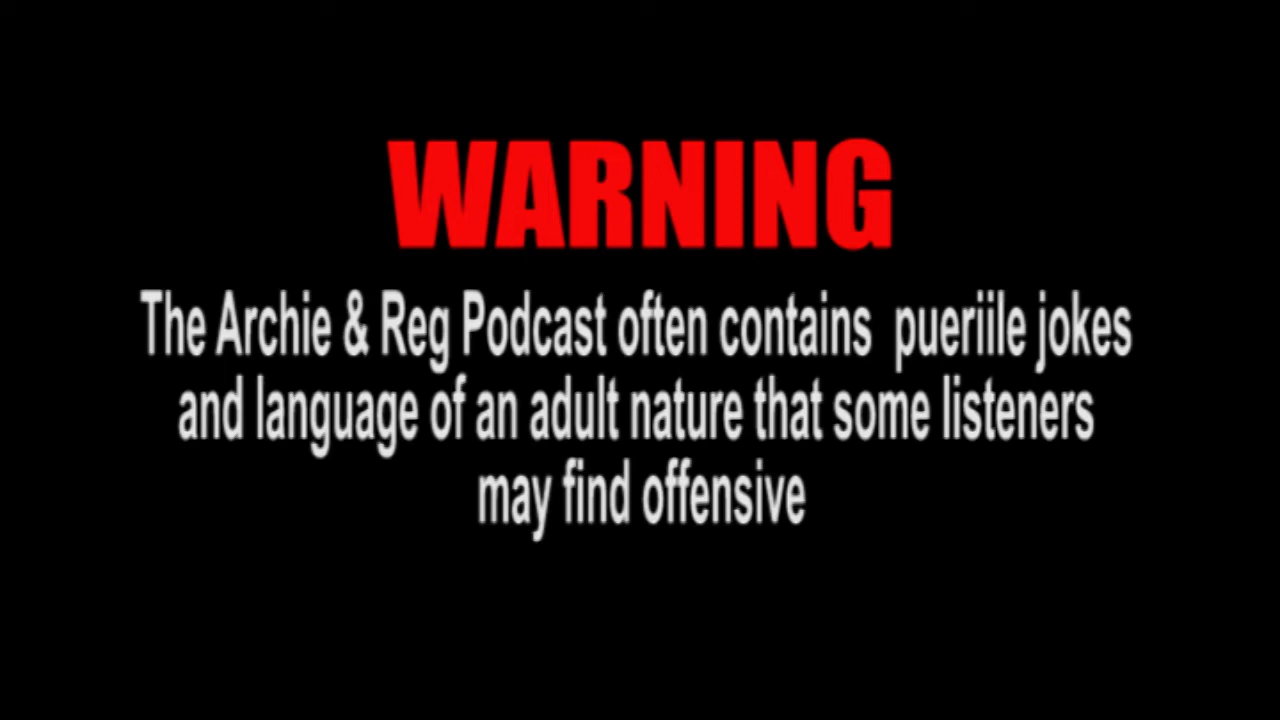 WARNING
The Archie & Reg Podcast often contains  pueriile jokes
and language of an adult nature that some listeners
may find offensive